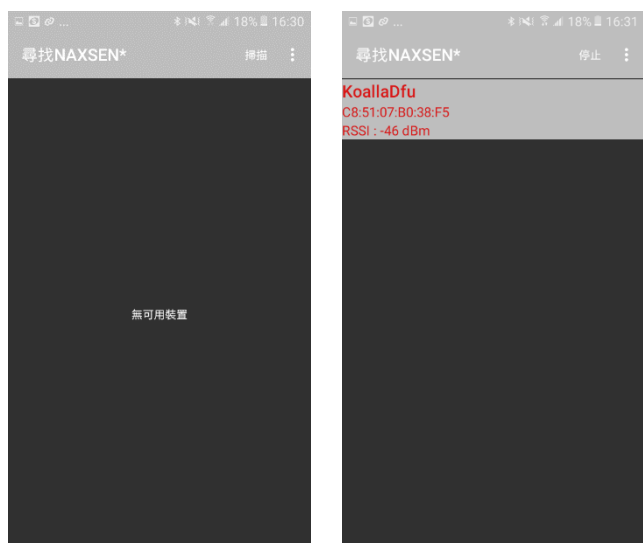 ... 18% 16:30
尋找NAXSEN* 掃描
無可用裝置
... 18% 16:31
尋找NAXSEN* 停止
KoallaDfu
C8:51:07:B0:38:F5
RSSI : -46 dBm